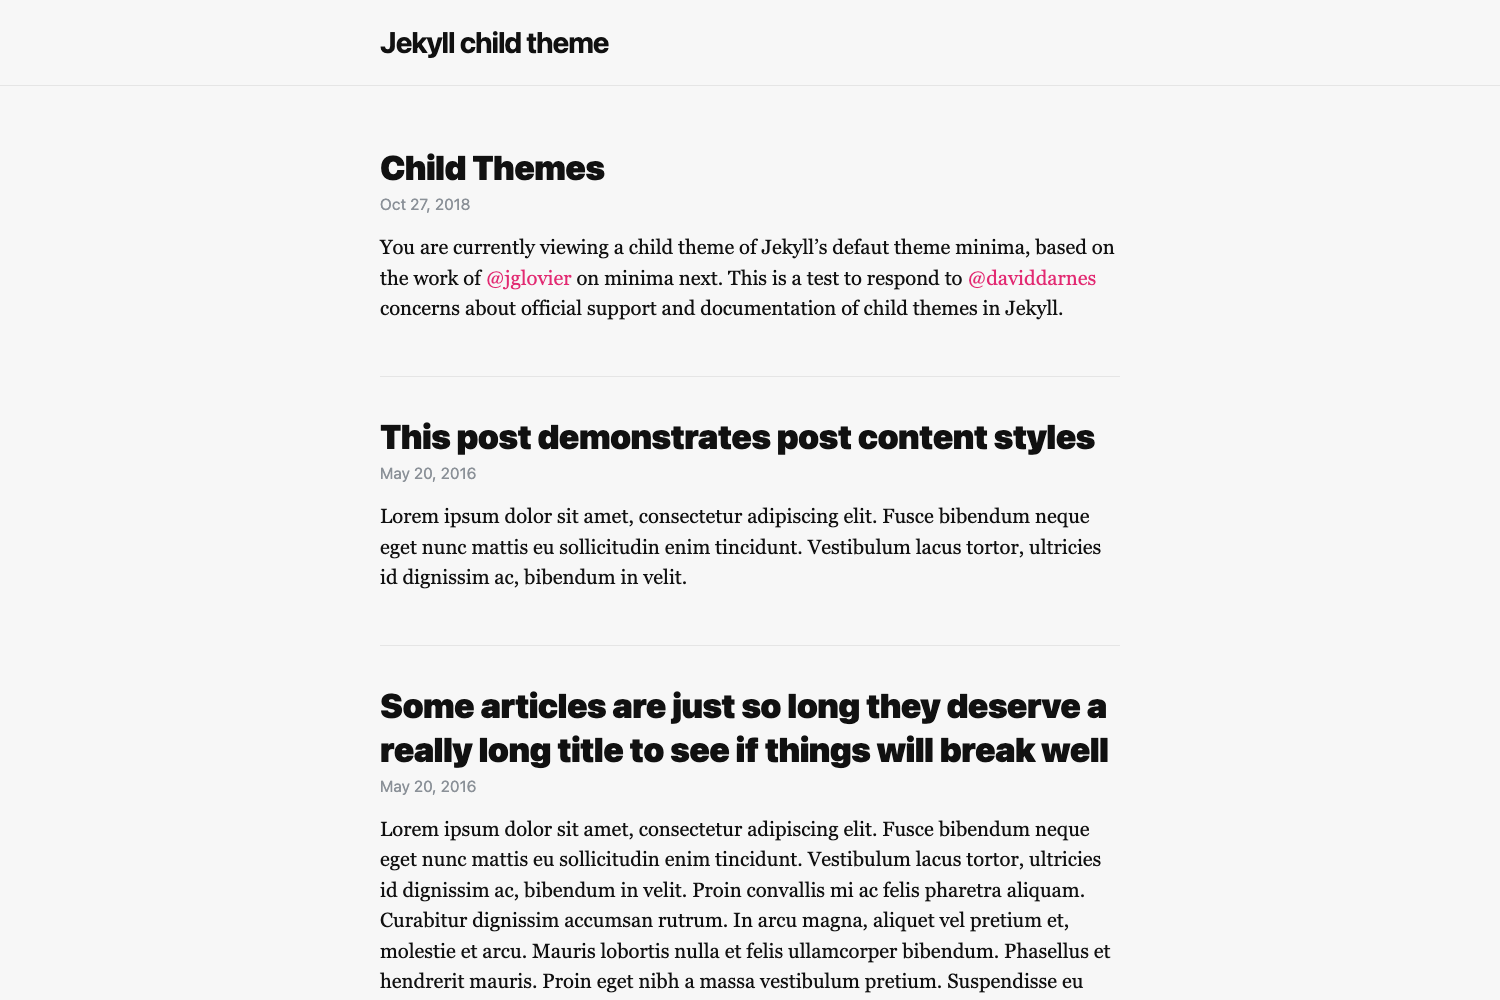 Jekyll child theme
Child Themes
Oct 27, 2018
You are currently viewing a child theme of Jekyll’s defaut theme minima, based on
the work of @jglovier on minima next. This is a test to respond to @daviddarnes
concerns about official support and documentation of child themes in Jekyll.
This post demonstrates post content styles
May 20, 2016
Lorem ipsum dolor sit amet, consectetur adipiscing elit. Fusce bibendum neque
eget nunc mattis eu sollicitudin enim tincidunt. Vestibulum lacus tortor, ultricies
id dignissim ac, bibendum in velit.
Some articles are just so long they deserve a
really long title to see if things will break well
May 20, 2016
Lorem ipsum dolor sit amet, consectetur adipiscing elit. Fusce bibendum neque
eget nunc mattis eu sollicitudin enim tincidunt. Vestibulum lacus tortor, ultricies
id dignissim ac, bibendum in velit. Proin convallis mi ac felis pharetra aliquam.
Curabitur dignissim accumsan rutrum. In arcu magna, aliquet vel pretium et,
molestie et arcu. Mauris lobortis nulla et felis ullamcorper bibendum. Phasellus et
hendrerit mauris. Proin eget nibh a massa vestibulum pretium. Suspendisse eu